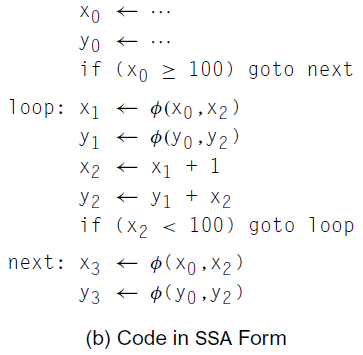 x₀ ← ···
y₀ ← ···
if (x₀ ≥ 100) goto next
loop: x₁ ← ϕ(x₀,x₂)
y₁ ← ϕ(y₀,y₂)
x₂ ← x₁ + 1
y₂ ← y₁ + x₂
if (x₂ < 100) goto loop
next: x₃ ← ϕ(x₀,x₂)
y₃ ← ϕ(y₀,y₂)
(b) Code in SSA Form